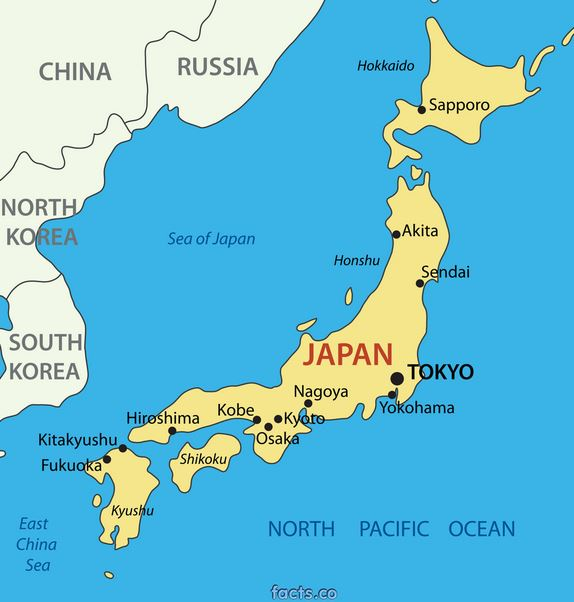 CHINA
RUSSIA
Hokkaido
Sapporo
NORTH
KOREA
Sea of Japan
Akita
Honshu
Sendai
SOUTH
KOREA
JAPAN
TOKYO
Nagoya
Yokohama
Kobe
Kyoto
Hiroshima
Osaka
Kitakyushu
Fukuoka
Shikoku
Kyushu
East
China
Sea
NORTH PACIFIC OCEAN
facts.co